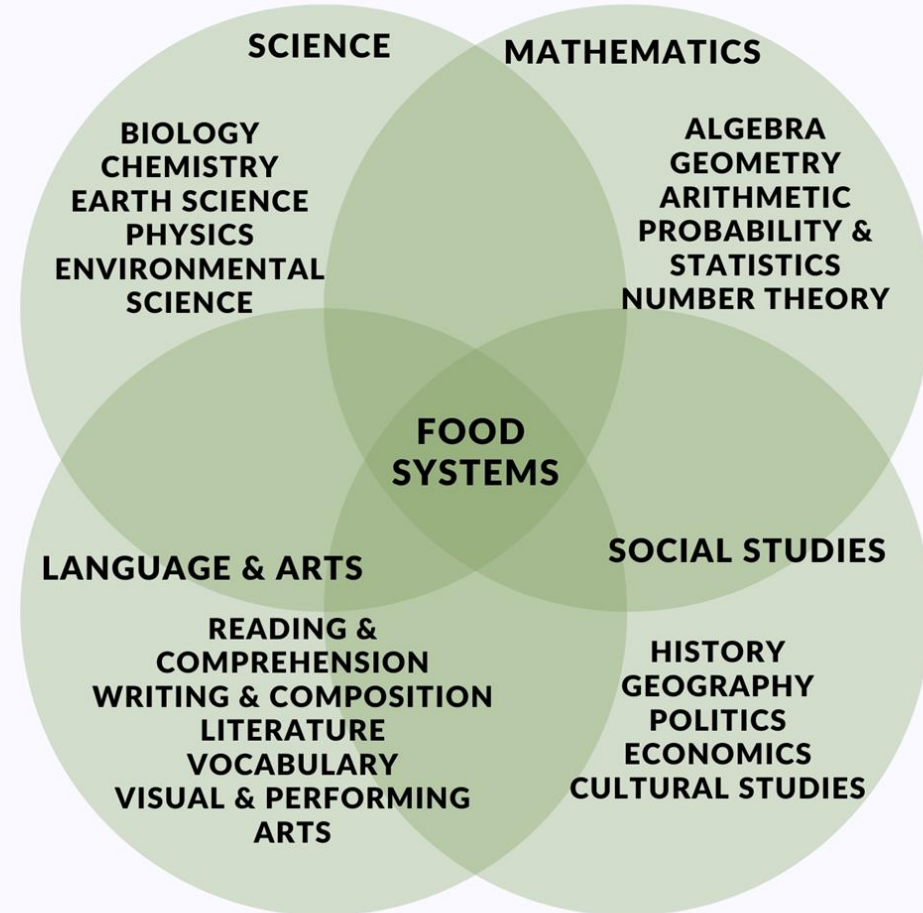 SCIENCE
BIOLOGY
CHEMISTRY
EARTH SCIENCE
PHYSICS
ENVIRONMENTAL
SCIENCE
MATHEMATICS
ALGEBRA
GEOMETRY
ARITHMETIC
PROBABILITY &
STATISTICS
NUMBER THEORY
FOOD
SYSTEMS
LANGUAGE & ARTS
READING &
COMPREHENSION
WRITING & COMPOSITION
LITERATURE
VOCABULARY
VISUAL & PERFORMING
ARTS
SOCIAL STUDIES
HISTORY
GEOGRAPHY
POLITICS
ECONOMICS
CULTURAL STUDIES